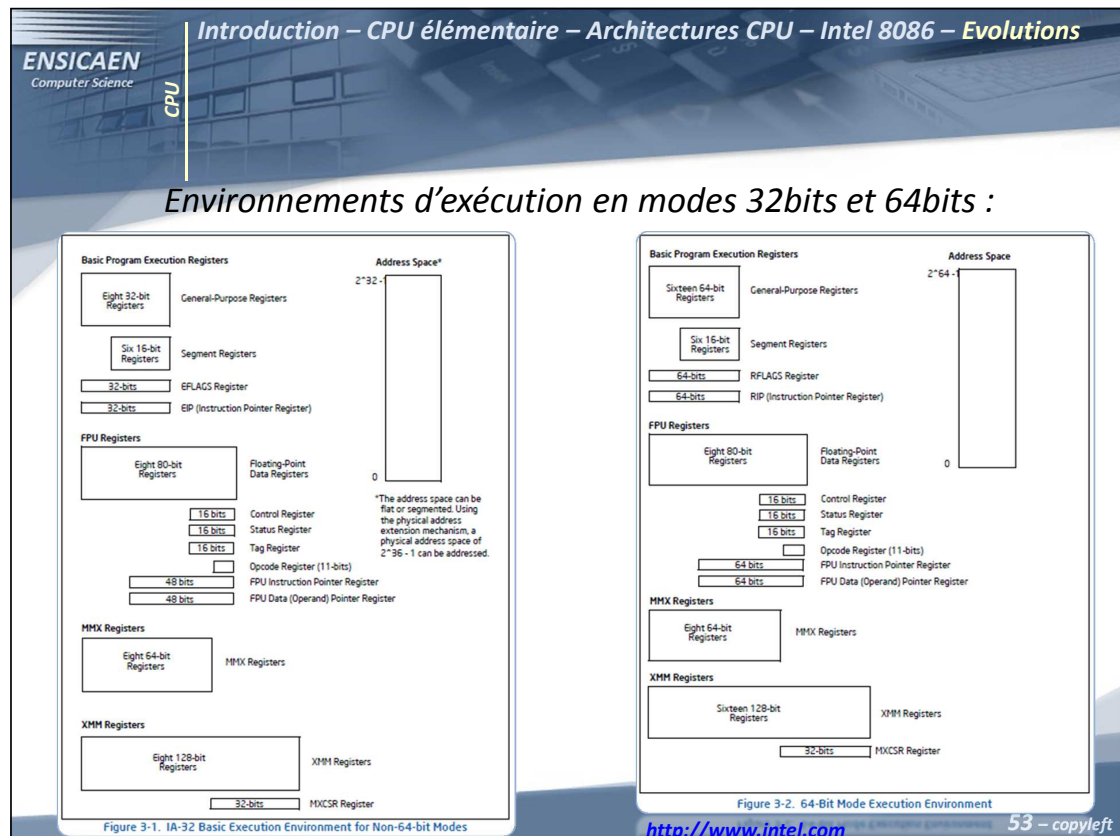 Introduction – CPU élémentaire – Architectures CPU – Intel 8086 – Evolutions
ENSICAEN
Computer Science
CPU
Environnements d'exécution en modes 32bits et 64bits :
Basic Program Execution Registers
Address Space*
2^32 -1
Eight 32-bit
Registers
General-Purpose Registers
Six 16-bit
Registers
Segment Registers
32-bits
EFLAGS Register
32-bits
EIP (Instruction Pointer Register)
FPU Registers
Eight 80-bit
Registers
Floating-Point
Data Registers
0
16 bits
Control Register
16 bits
Status Register
16 bits
Tag Register
Opcode Register (11-bits)
48 bits
FPU Instruction Pointer Register
48 bits
FPU Data (Operand) Pointer Register
*The address space can be
flat or segmented. Using
the physical address
extension mechanism, a
physical address space of
2^36 - 1 can be addressed.
MMX Registers
Eight 64-bit
Registers
MMX Registers
XMM Registers
Eight 128-bit
Registers
XMM Registers
32-bits
MXCSR Register
Figure 3-1. IA-32 Basic Execution Environment for Non-64-bit Modes
Basic Program Execution Registers
Address Space
2^64 -1
Sixteen 64-bit
Registers
General-Purpose Registers
Six 16-bit
Registers
Segment Registers
64-bits
RFLAGS Register
64-bits
RIP (Instruction Pointer Register)
FPU Registers
Eight 80-bit
Registers
Floating-Point
Data Registers
0
16 bits
Control Register
16 bits
Status Register
16 bits
Tag Register
Opcode Register (11-bits)
64 bits
FPU Instruction Pointer Register
64 bits
FPU Data (Operand) Pointer Register
MMX Registers
Eight 64-bit
Registers
MMX Registers
XMM Registers
Sixteen 128-bit
Registers
XMM Registers
32-bits
MXCSR Register
Figure 3-2. 64-Bit Mode Execution Environment
http://www.intel.com
53 – copyleft